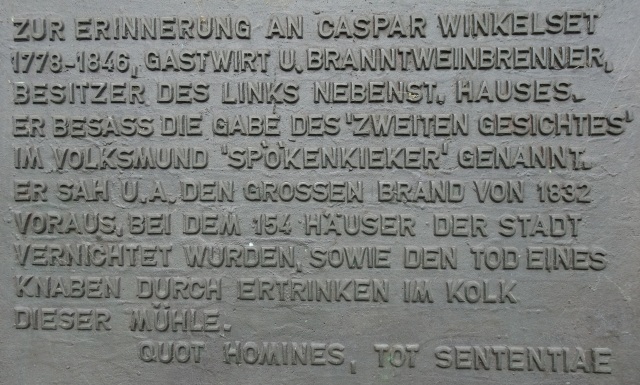 ZUR ERINNERUNG AN CASPAR WINKELSET
1778-1846, GASTWIRT U. BRANNTWEINBRENNER,
BESITZER DES LINKS NEBENST. HAUSES.
ER BESASS DIE GABE DES 'ZWEITEN GESICHTES'
IM VOLKSMUND 'SPÖKENKIEKER' GENANNT.
ER SAH U.A. DEN GROSSEN BRAND VON 1832
VORAUS, BEI DEM 154 HÄUSER DER STADT
VERNICHTET WURDEN, SOWIE DEN TOD EINES
KNABEN DURCH ERTRINKEN IM KOLK
DIESER MÜHLE.
QUOT HOMINES, TOT SENTENTIAE